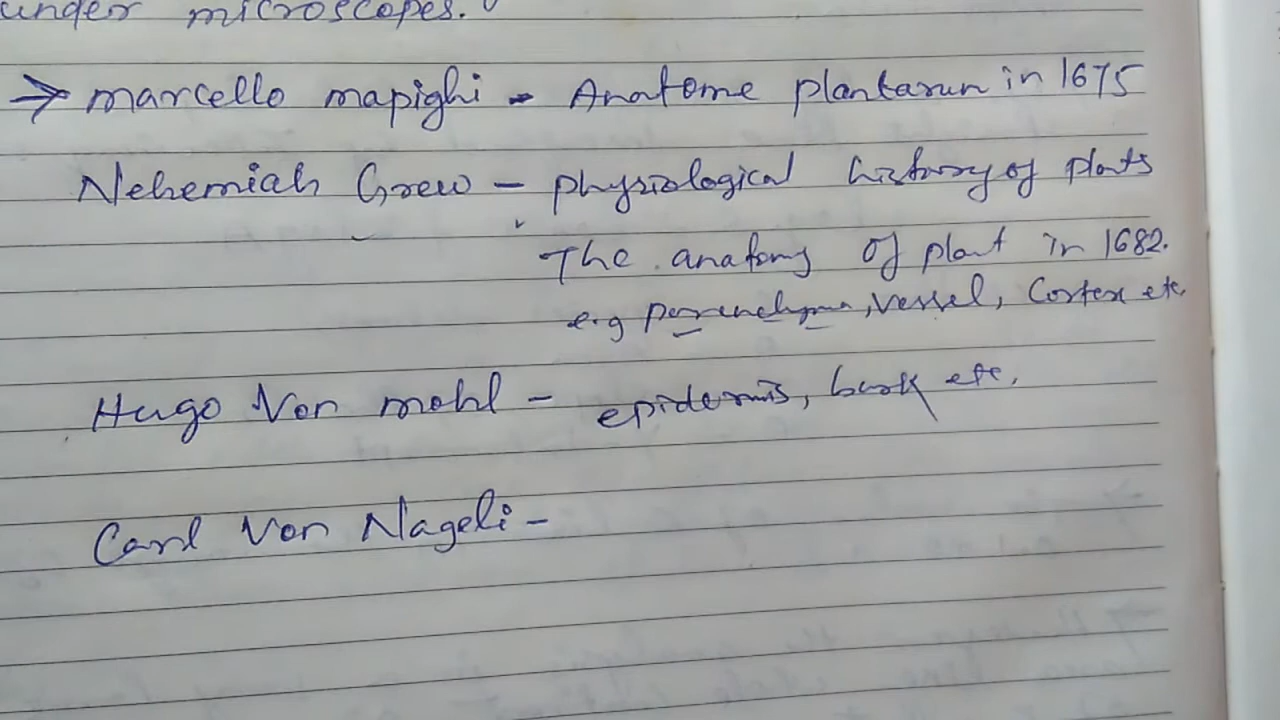 under microscopes.
→ marcello mapighi - Anatome plantarun in 1675
Nehemiah Grew - physiological history of plants
The anatomy of plant in 1682.
e.g parenchyma, vessel, Cortex etc.
Hugo Von mohl - epidermis, bark etc.
Carl Von Nageli -